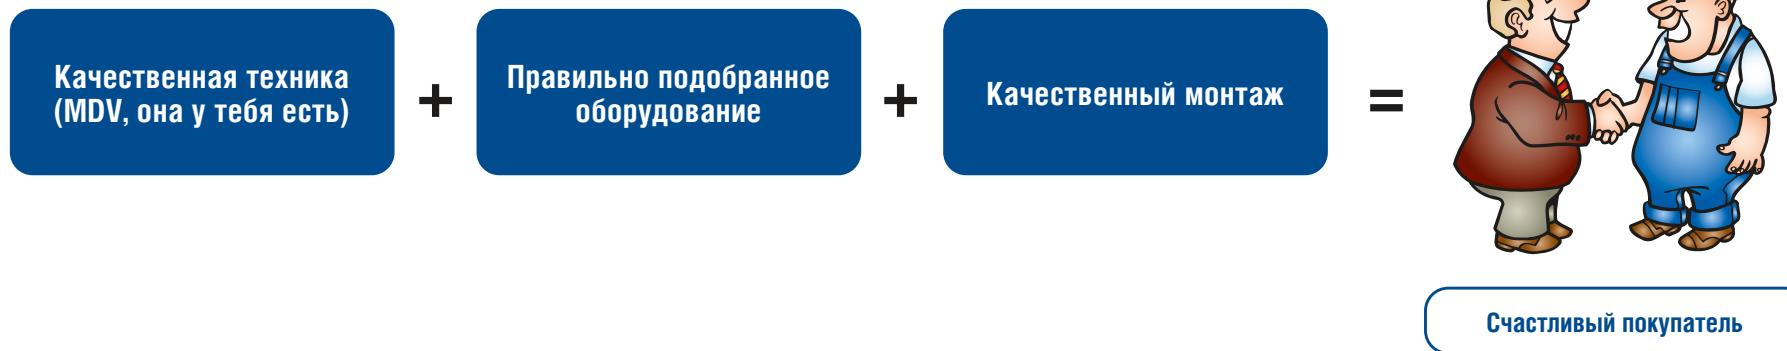 Качественная техника
(MDV, она у тебя есть)
+
Правильно подобранное
оборудование
+
Качественный монтаж
=
Счастливый покупатель